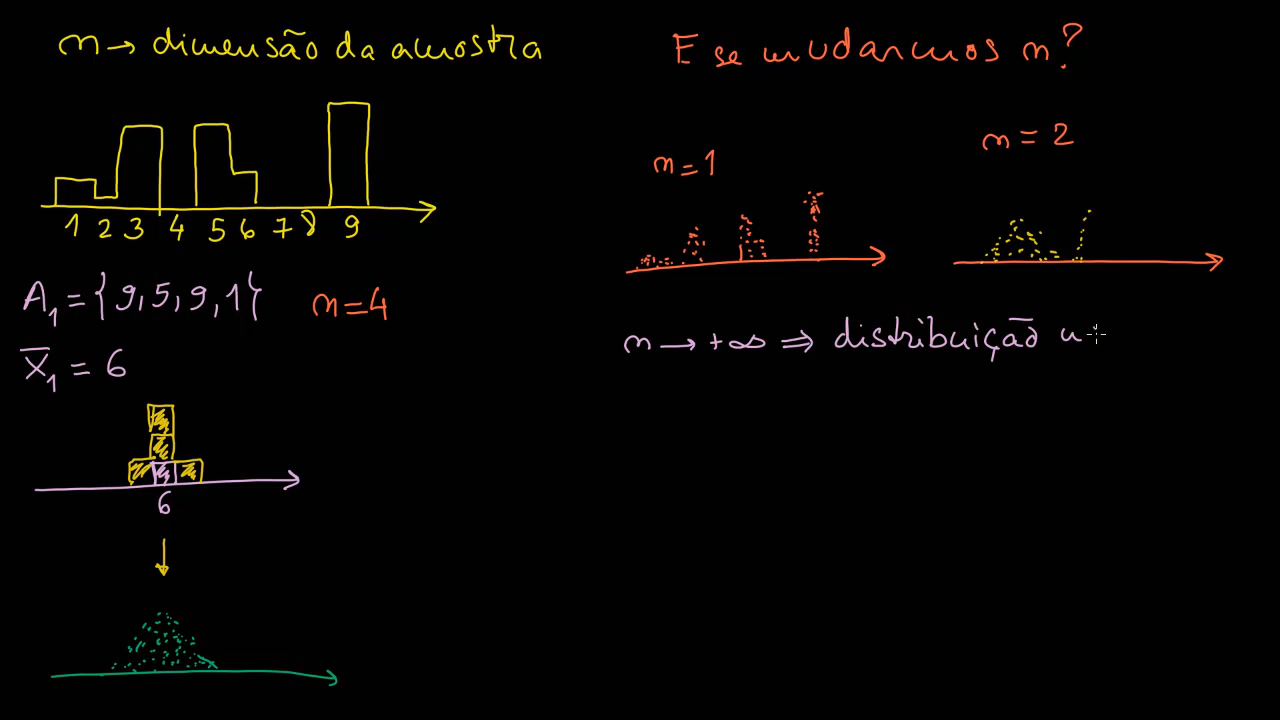 n → dimensão da amostra
1 2 3 4 5 6 7 8 9
A₁ = {9, 5, 9, 1} n = 4
X̅₁ = 6
6
E se mudarmos n?
n = 1
n = 2
n → +∞ ⇒ distribuição